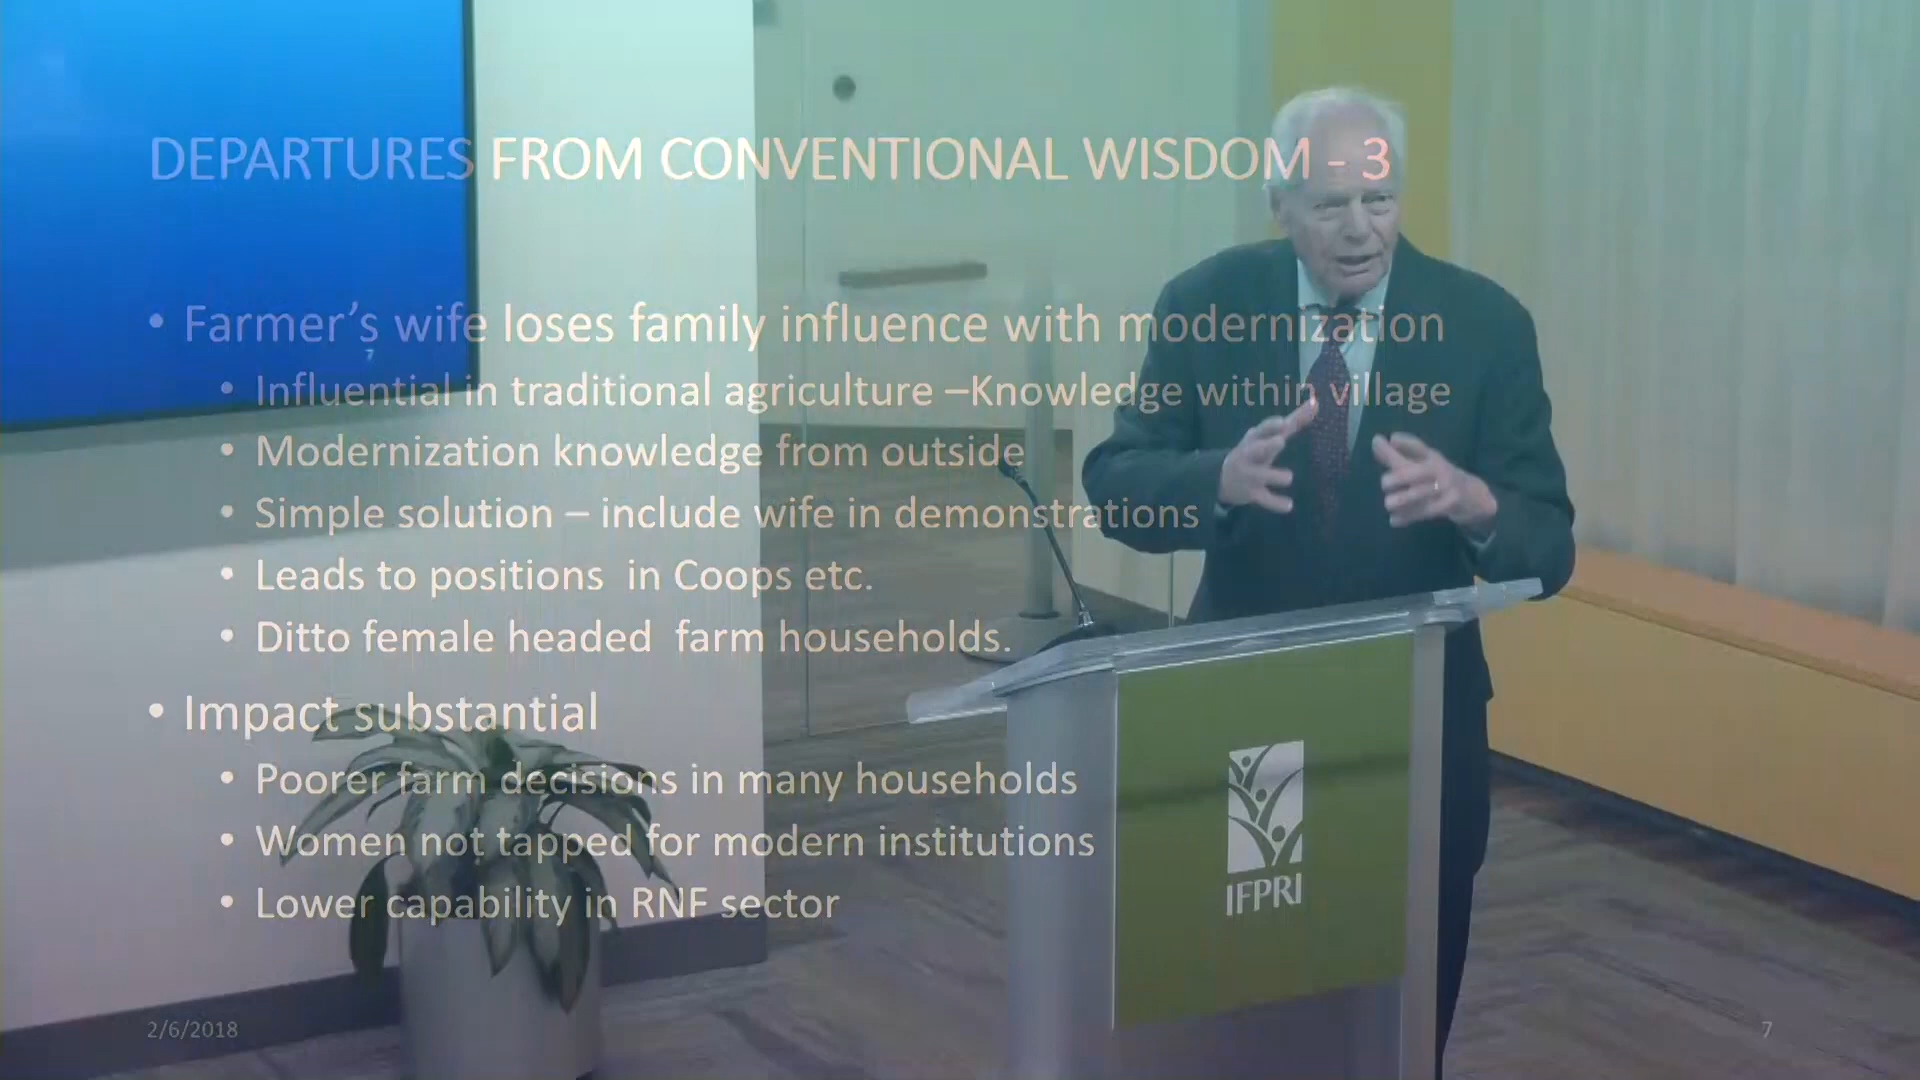 DEPARTURES FROM CONVENTIONAL WISDOM - 3
• Farmer's wife loses family influence with modernization
7
• Influential in traditional agriculture –Knowledge within village
• Modernization knowledge from outside
• Simple solution – include wife in demonstrations
• Leads to positions  in Coops etc.
• Ditto female headed  farm households.
• Impact substantial
• Poorer farm decisions in many households
• Women not tapped for modern institutions
• Lower capability in RNF sector
IFPRI
2/6/2018
7